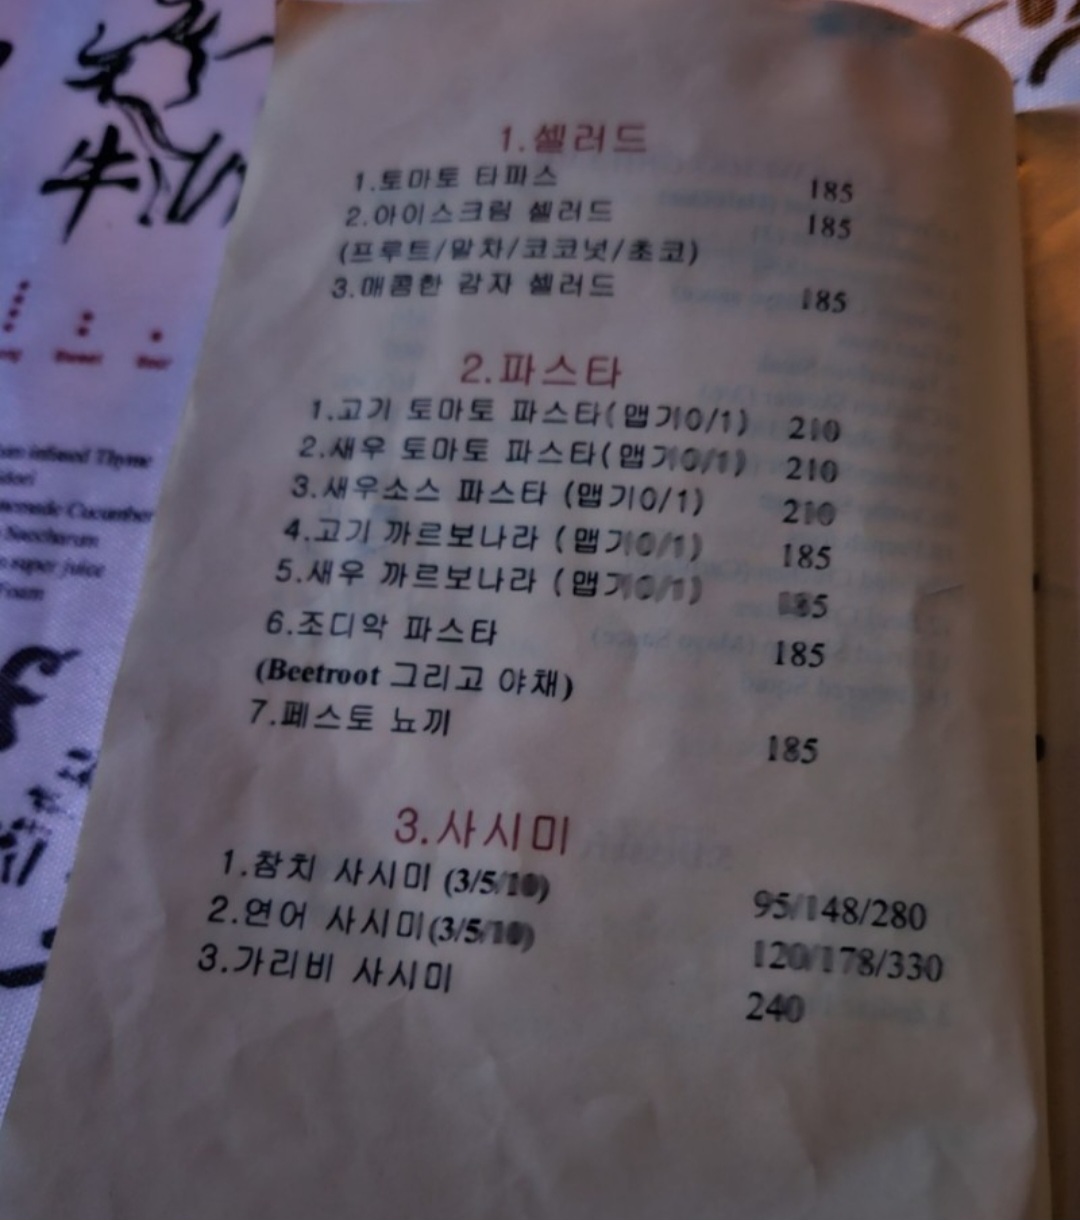 牛
1.셀러드
1.토마토 타파스 185
2.아이스크림 셀러드 185
(프루트/말차/코코넛/초코)
3.매콤한 감자 셀러드 185
2.파스타
1.고기 토마토 파스타(맵기0/1) 210
2.새우 토마토 파스타(맵기0/1) 210
3.새우소스 파스타 (맵기0/1) 210
4.고기 까르보나라 (맵기0/1) 185
5.새우 까르보나라 (맵기0/1) 185
6.조디악 파스타 185
(Beetroot 그리고 야채)
7.페스토 뇨끼 185
3.사시미
1.참치 사시미 (3/5/10) 95/148/280
2.연어 사시미(3/5/10) 120/178/330
3.가리비 사시미 240
infused Thyme
Cucumber
Saccharum
super juice
Foam